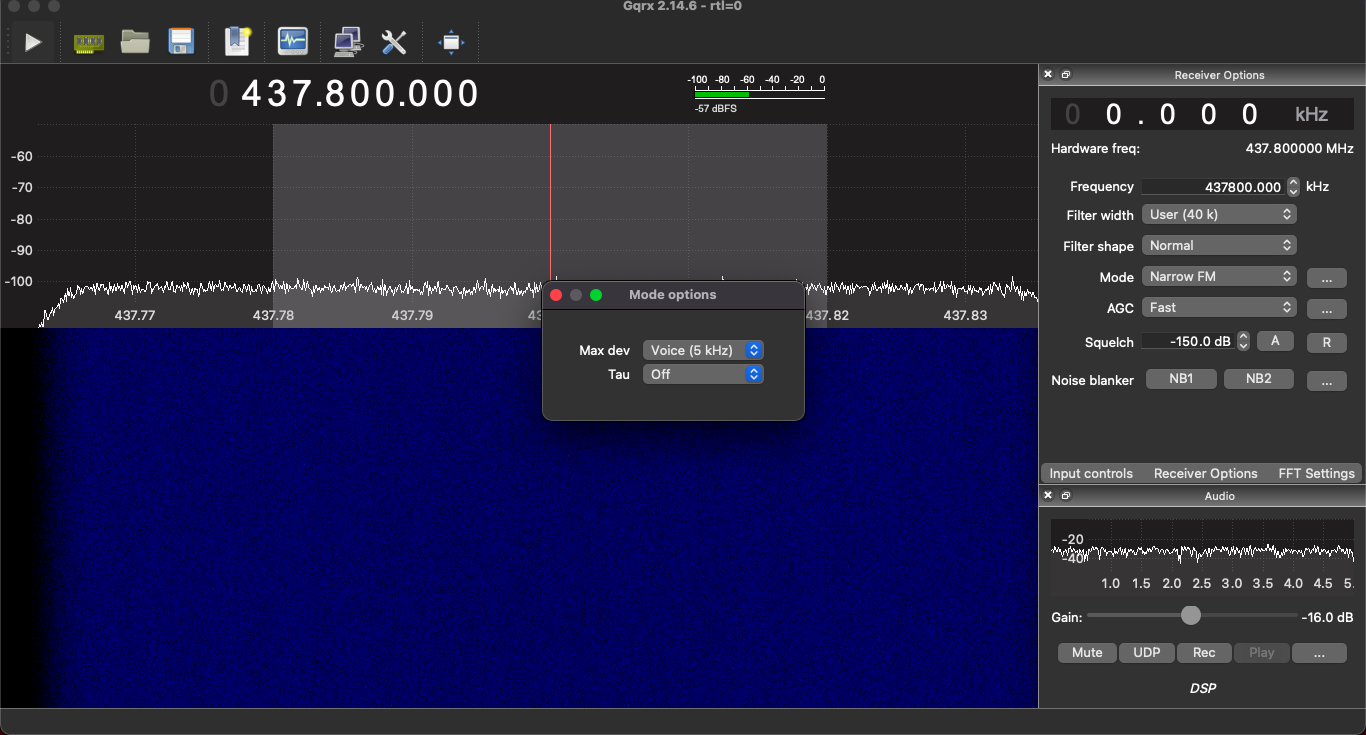 Gqrx 2.14.6 - rtl=0
0 437.800.000
-100 -80 -60 -40 -20 0
-57 dBFS
-60
-70
-80
-90
-100
437.77 437.78 437.79 437.82 437.83
Mode options
Max dev Voice (5 kHz)
Tau Off
Receiver Options
0 0.000 kHz
Hardware freq: 437.800000 MHz
Frequency 437800.000 kHz
Filter width User (40 k)
Filter shape Normal
Mode Narrow FM ...
AGC Fast ...
Squelch -150.0 dB A R
Noise blanker NB1 NB2 ...
Input controls Receiver Options FFT Settings
Audio
-20
-40
1.0 1.5 2.0 2.5 3.0 3.5 4.0 4.5 5.
Gain: -16.0 dB
Mute UDP Rec Play ...
DSP